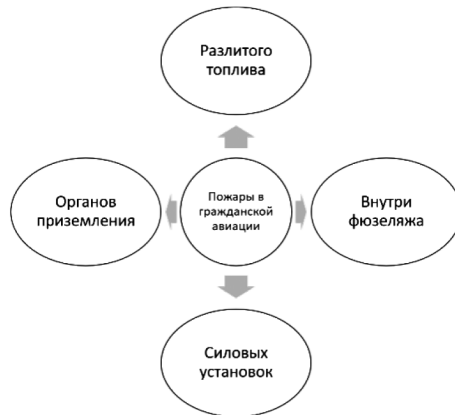 Разлитого
топлива
Органов
приземления
Пожары в
гражданской
авиации
Внутри
фюзеляжа
Силовых
установок